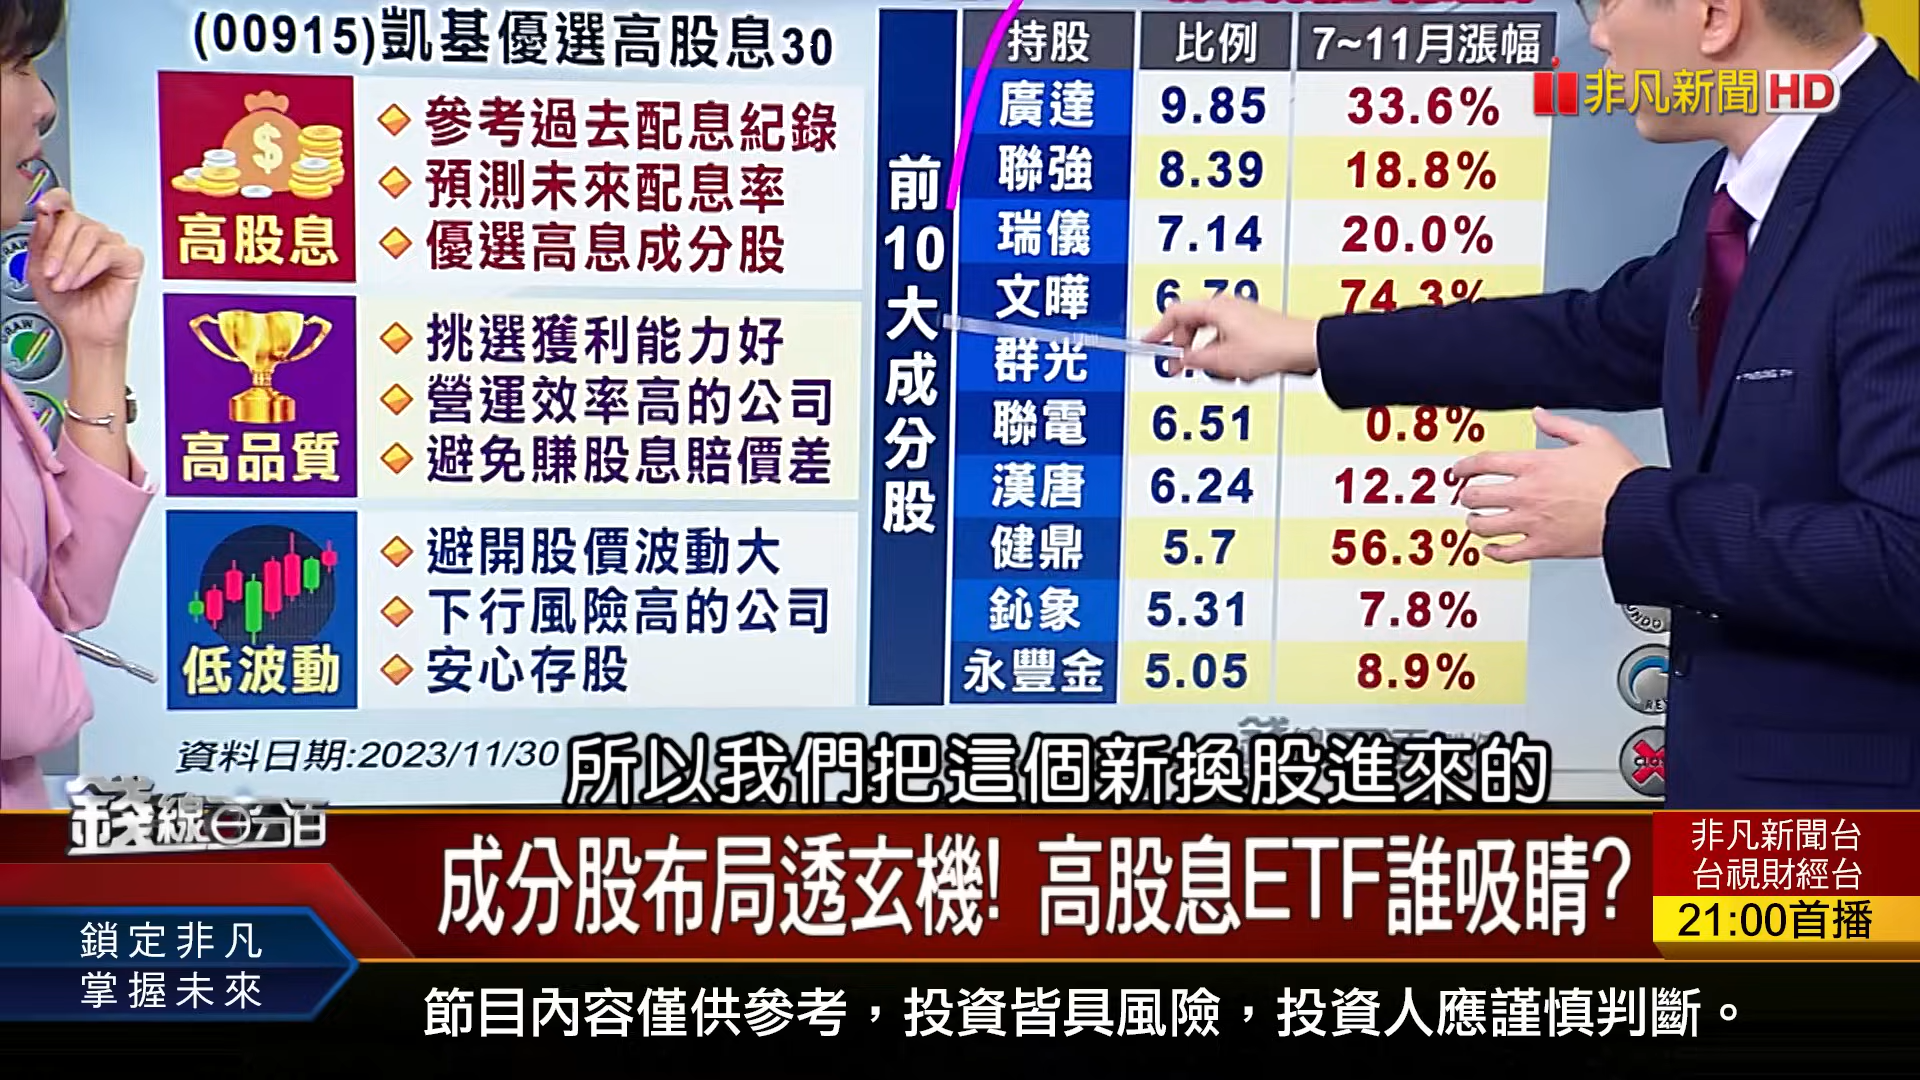 (00915)凱基優選高股息30
高股息
參考過去配息紀錄
預測未來配息率
優選高息成分股
高品質
挑選獲利能力好
營運效率高的公司
避免賺股息賠價差
低波動
避開股價波動大
下行風險高的公司
安心存股
資料日期:2023/11/30
前10大成分股
持股 比例 7~11月漲幅
廣達 9.85 33.6%
聯強 8.39 18.8%
瑞儀 7.14 20.0%
文曄 6.79 74.3%
群光
聯電 6.51 0.8%
漢唐 6.24 12.2%
健鼎 5.7 56.3%
鈊象 5.31 7.8%
永豐金 5.05 8.9%
非凡新聞HD
所以我們把這個新換股進來的
錢線百分百
成分股布局透玄機! 高股息ETF誰吸睛?
非凡新聞台
台視財經台
21:00首播
鎖定非凡
掌握未來
節目內容僅供參考，投資皆具風險，投資人應謹慎判斷。